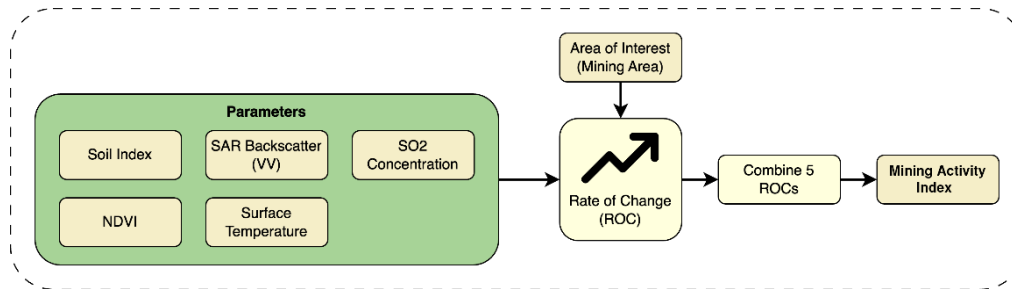 Area of Interest
(Mining Area)
Parameters
Soil Index
SAR Backscatter
(VV)
SO2
Concentration
NDVI
Surface
Temperature
Rate of Change
(ROC)
Combine 5
ROCs
Mining Activity
Index